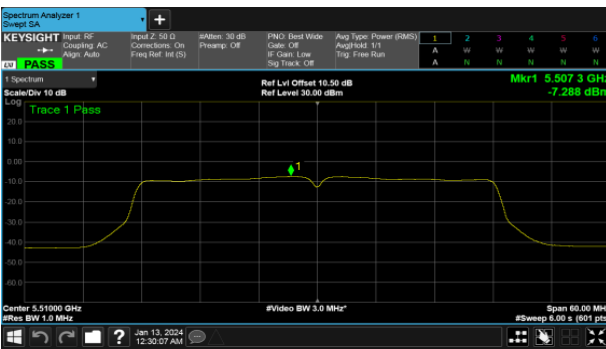 Spectrum Analyzer 1
Swept SA
+
KEYSIGHT Input: RF Input Z: 50 Ω #Atten: 30 dB PNO: Best Wide Avg Type: Power (RMS) 1 2 3 4 5 6
Coupling: AC Corrections: On Preamp: Off Gate: Off Avg|Hold: 1/1 A W W W W W
Align: Auto Freq Ref: Int (S) IF Gain: Low Trig: Free Run
LXI PASS Sig Track: Off A N N N N N
1 Spectrum Ref Lvl Offset 10.50 dB Mkr1 5.507 3 GHz
Scale/Div 10 dB Ref Level 30.00 dBm -7.288 dBm
Log
Trace 1 Pass
20.0
10.0
0.00
1
-10.0
-20.0
-30.0
-40.0
-50.0
-60.0
Center 5.51000 GHz #Video BW 3.0 MHz* Span 60.00 MH
#Res BW 1.0 MHz #Sweep 6.00 s (601 pts
? Jan 13, 2024
12:30:07 AM